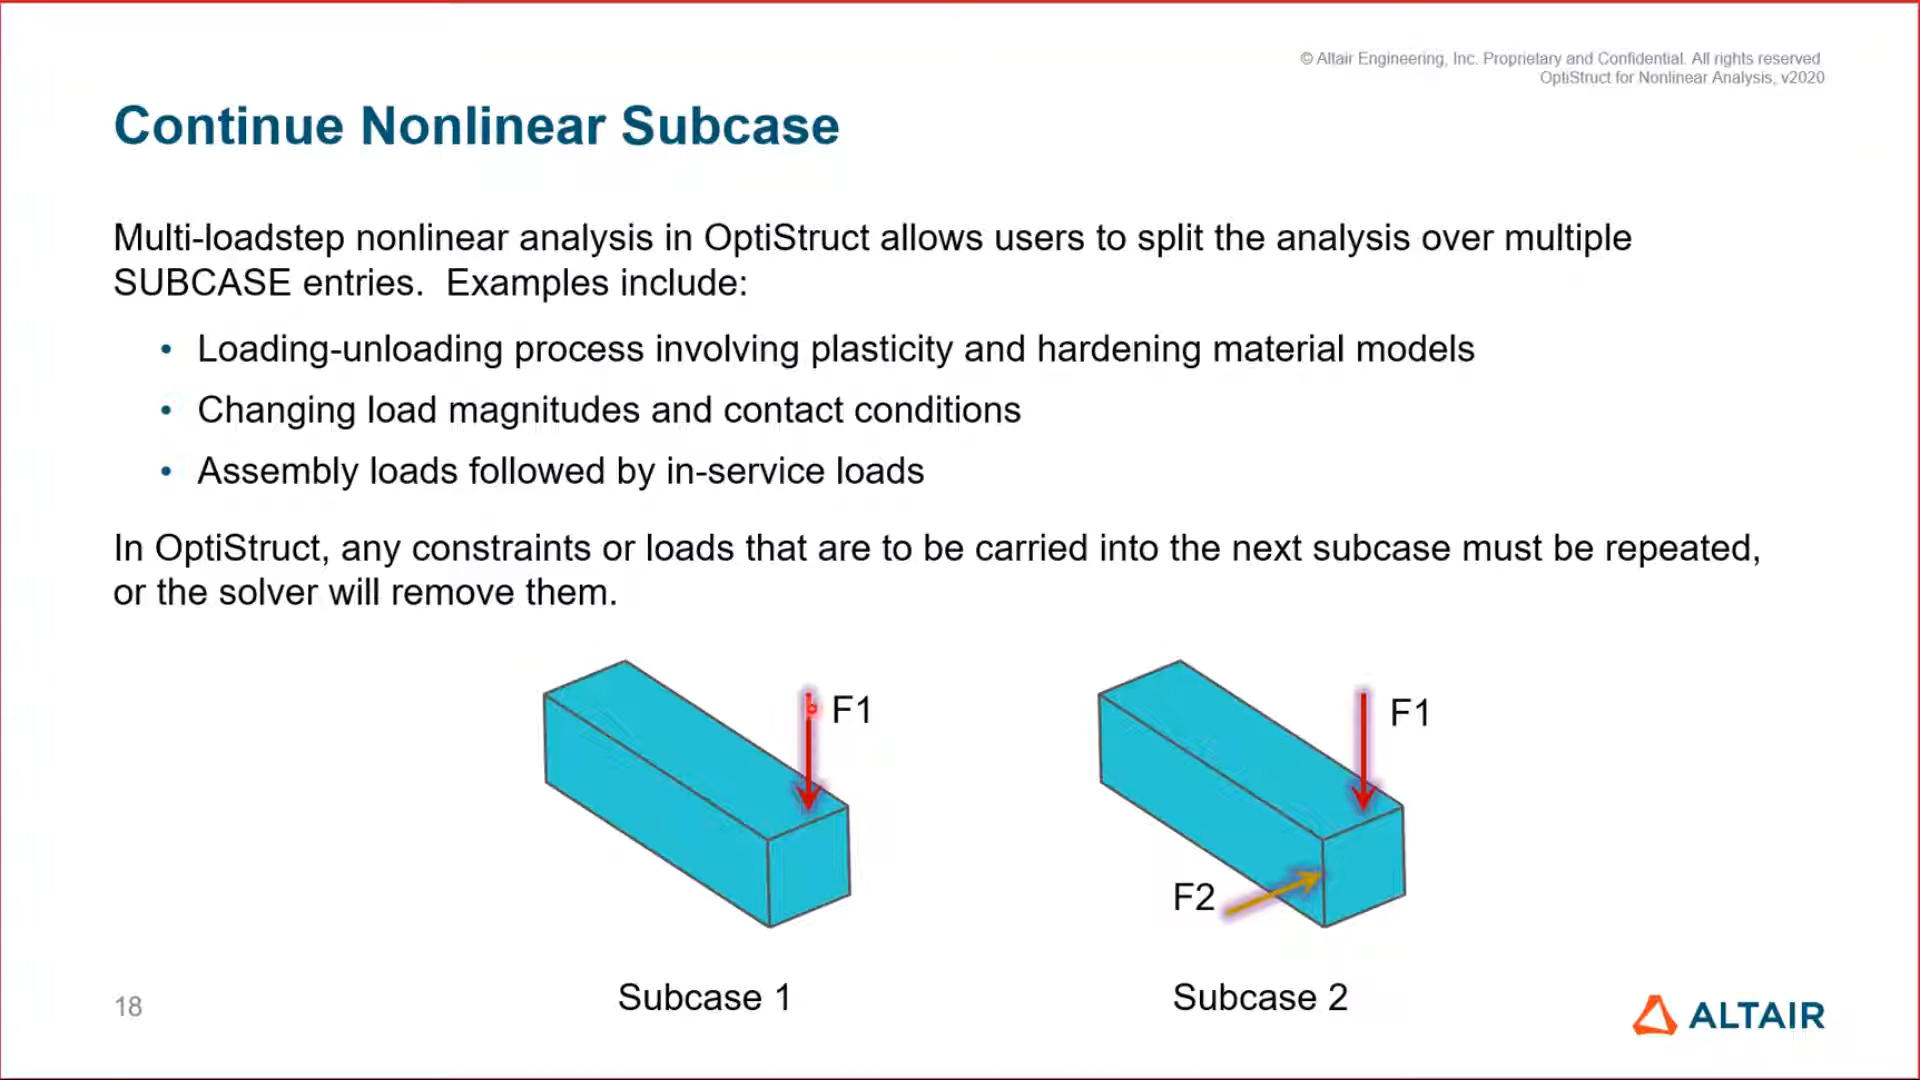 © Altair Engineering, Inc. Proprietary and Confidential. All rights reserved
OptiStruct for Nonlinear Analysis, v2020
Continue Nonlinear Subcase
Multi-loadstep nonlinear analysis in OptiStruct allows users to split the analysis over multiple
SUBCASE entries.  Examples include:
• Loading-unloading process involving plasticity and hardening material models
• Changing load magnitudes and contact conditions
• Assembly loads followed by in-service loads
In OptiStruct, any constraints or loads that are to be carried into the next subcase must be repeated,
or the solver will remove them.
F1
F1
F2
Subcase 1
Subcase 2
18
ALTAIR